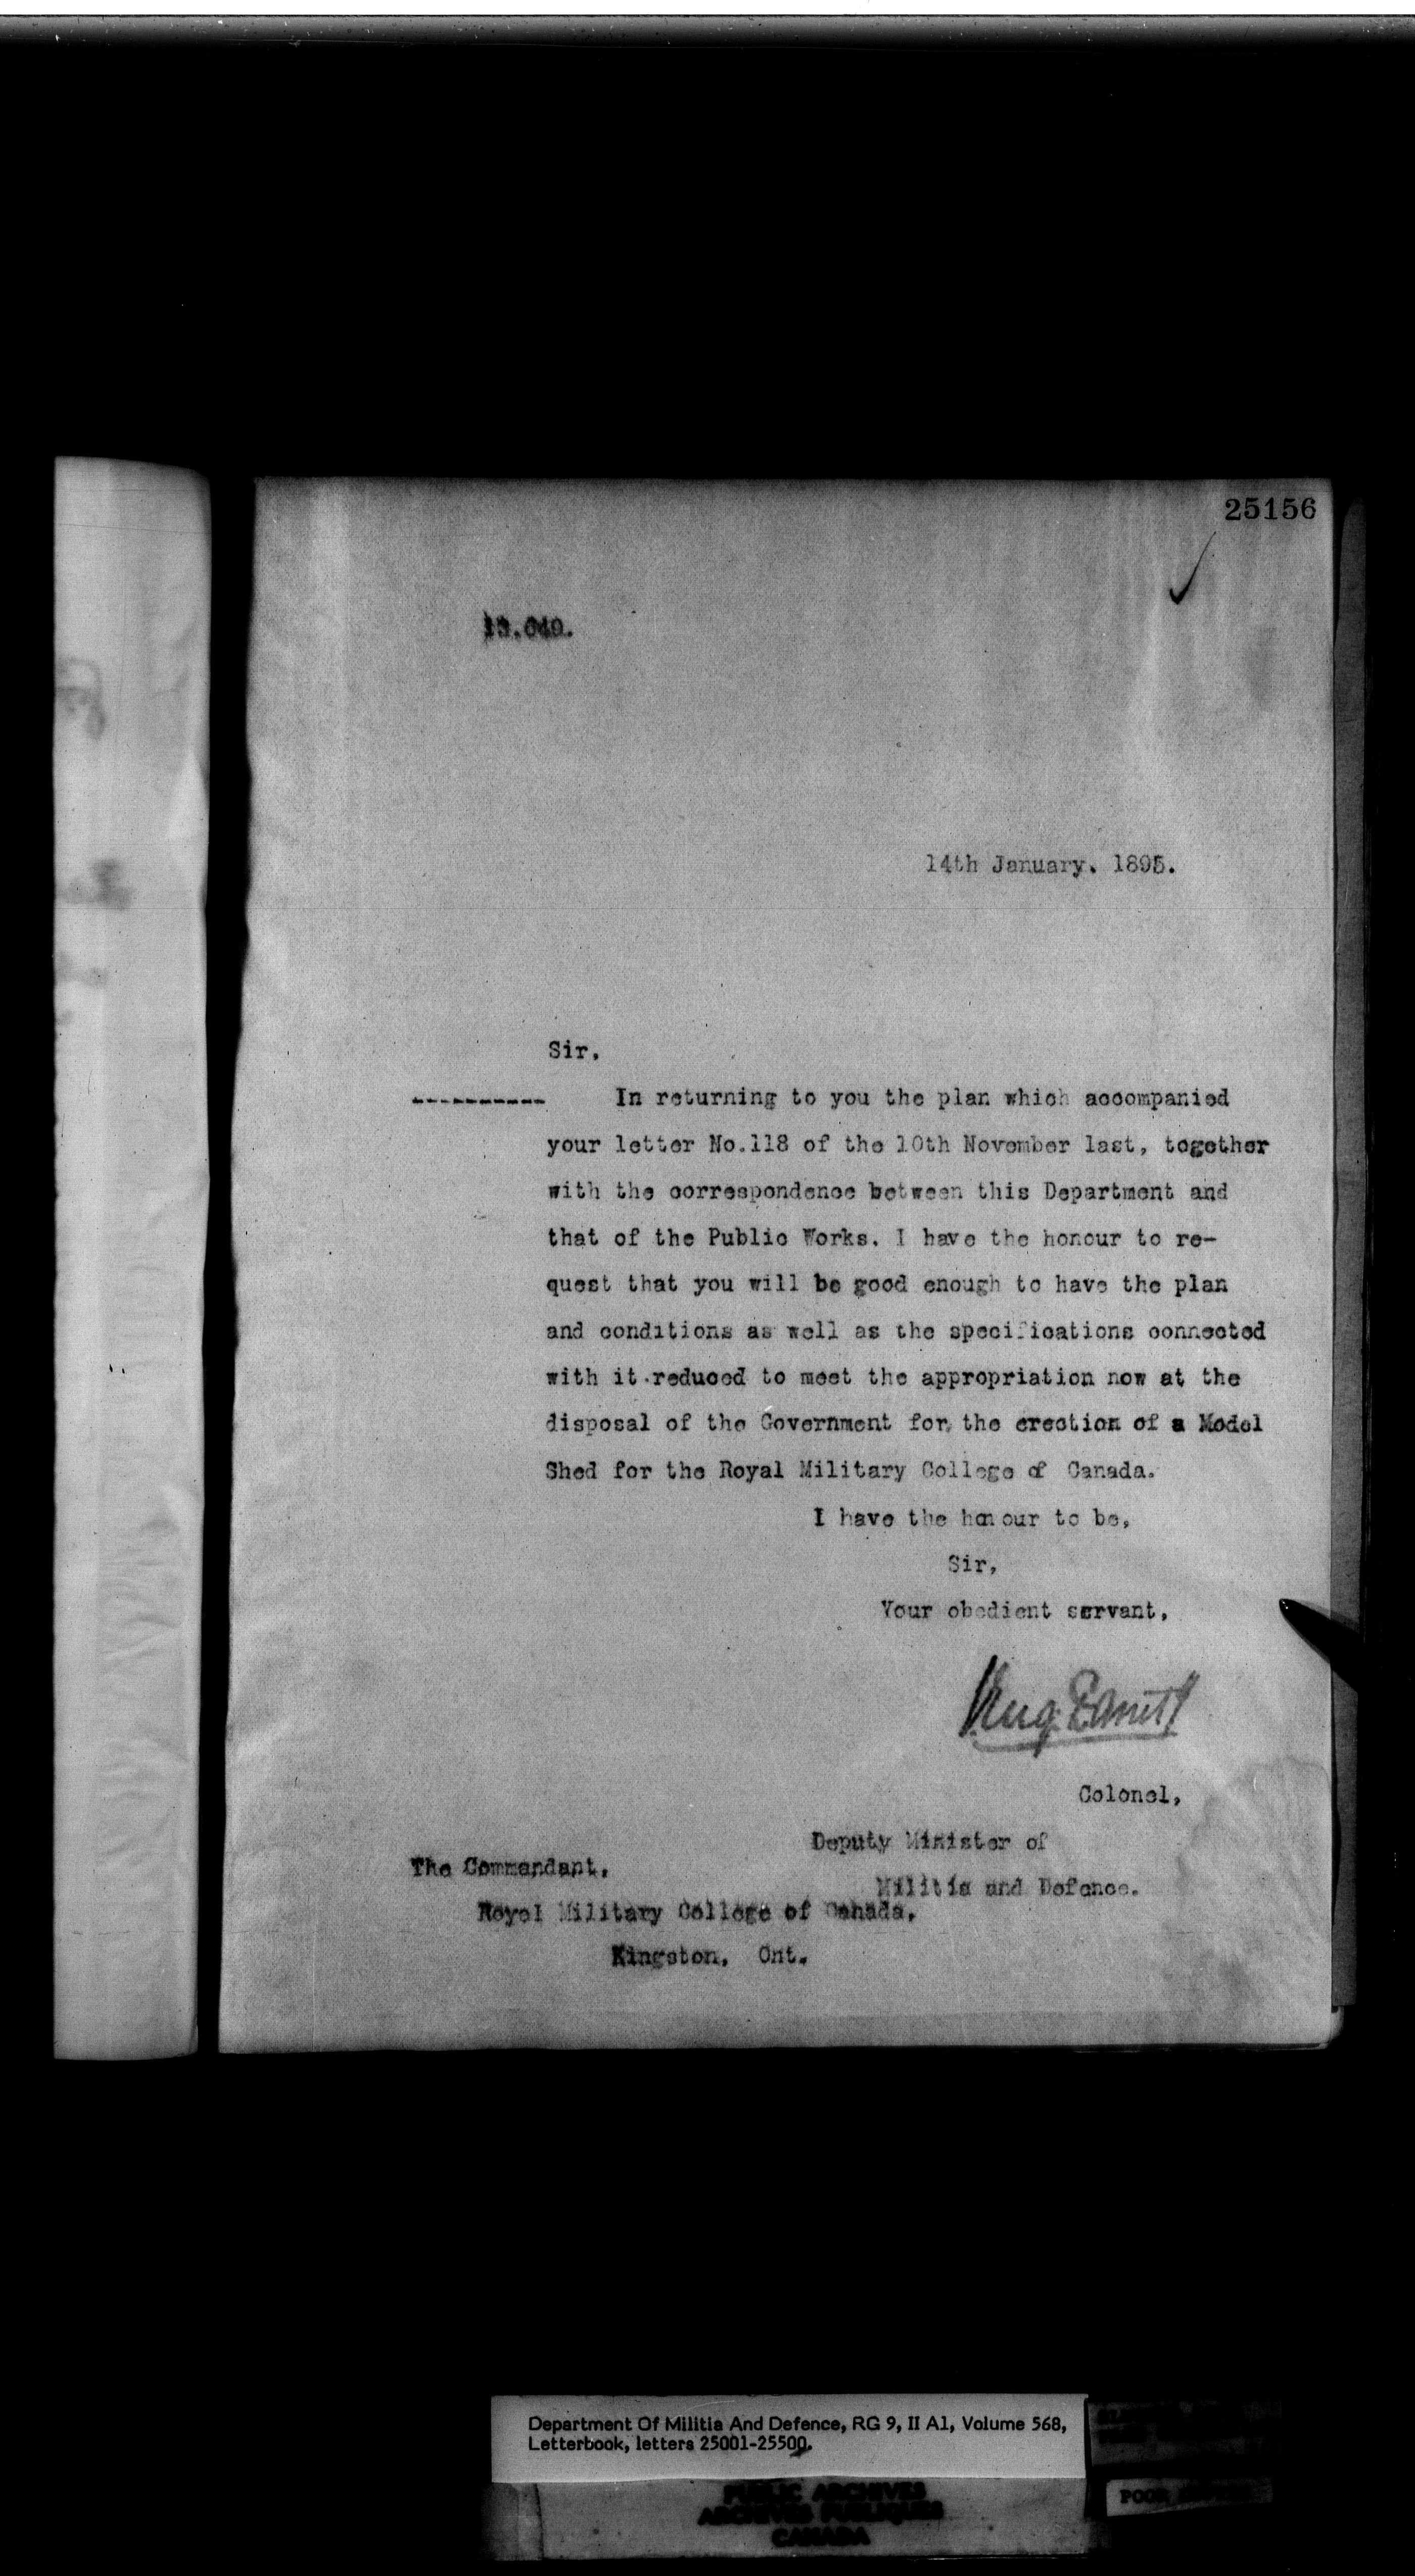 25156
14th January. 1895.
Sir,
---------- In returning to you the plan which accompanied
your letter No.118 of the 10th November last, together
with the correspondence between this Department and
that of the Public Works. I have the honour to re-
quest that you will be good enough to have the plan
and conditions as well as the specifications connected
with it reduced to meet the appropriation now at the
disposal of the Government for the erection of a Model
Shed for the Royal Military College of Canada.
I have the honour to be,
Sir,
Your obedient servant,
Colonel,
Deputy Minister of
Militia and Defence.
The Commandant,
Royal Military College of Canada,
Kingston, Ont.
Department Of Militia And Defence, RG 9, II A1, Volume 568,
Letterbook, letters 25001-25500.
PUBLIC ARCHIVES
ARCHIVES PUBLIQUES
CANADA
POOR